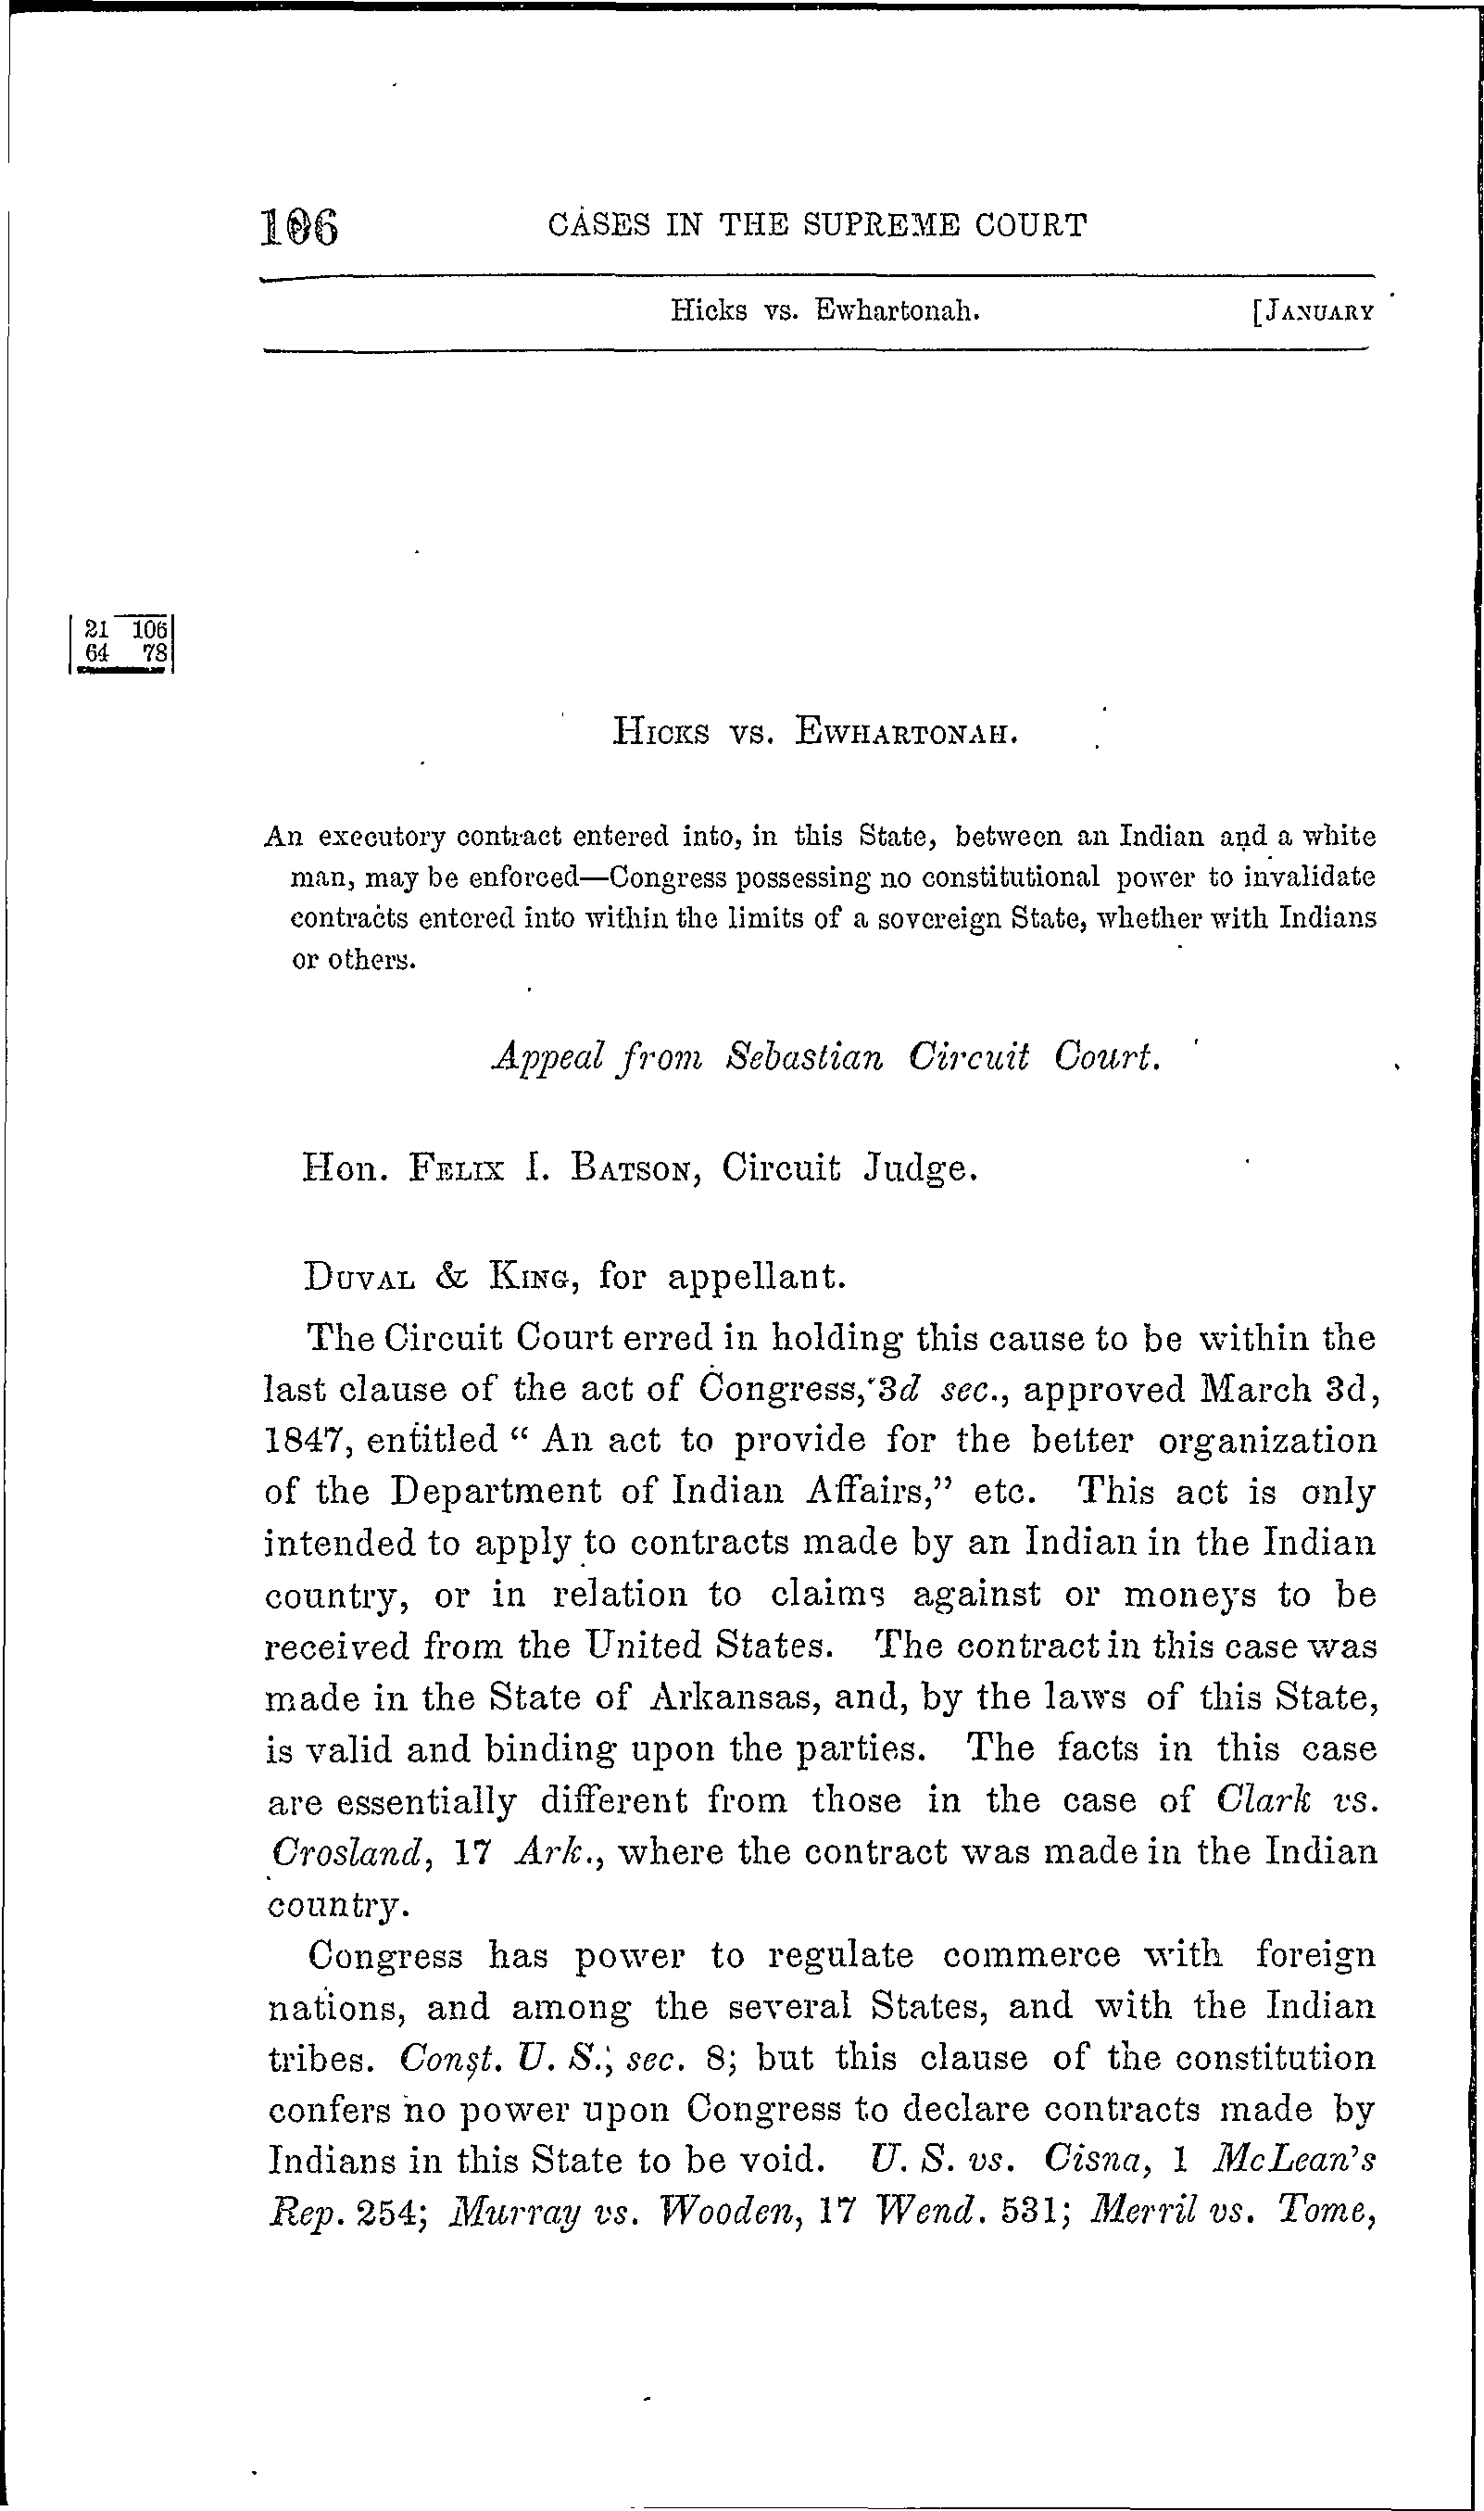 106 CASES IN THE SUPREME COURT
Hicks vs. Ewhartonah. [JANUARY
21 106
64 78
HICKS VS. EWHARTONAH.
An executory contract entered into, in this State, between an Indian and a white
man, may be enforced—Congress possessing no constitutional power to invalidate
contracts entered into within the limits of a sovereign State, whether with Indians
or others.
Appeal from Sebastian Circuit Court.
Hon. FELIX I. BATSON, Circuit Judge.
DUVAL & KING, for appellant.
The Circuit Court erred in holding this cause to be within the
last clause of the act of Congress, 3d sec., approved March 3d,
1847, entitled “ An act to provide for the better organization
of the Department of Indian Affairs,” etc. This act is only
intended to apply to contracts made by an Indian in the Indian
country, or in relation to claims against or moneys to be
received from the United States. The contract in this case was
made in the State of Arkansas, and, by the laws of this State,
is valid and binding upon the parties. The facts in this case
are essentially different from those in the case of Clark vs.
Crosland, 17 Ark., where the contract was made in the Indian
country.
Congress has power to regulate commerce with foreign
nations, and among the several States, and with the Indian
tribes. Const. U. S., sec. 8; but this clause of the constitution
confers no power upon Congress to declare contracts made by
Indians in this State to be void. U. S. vs. Cisna, 1 McLean's
Rep. 254; Murray vs. Wooden, 17 Wend. 531; Merril vs. Tome,